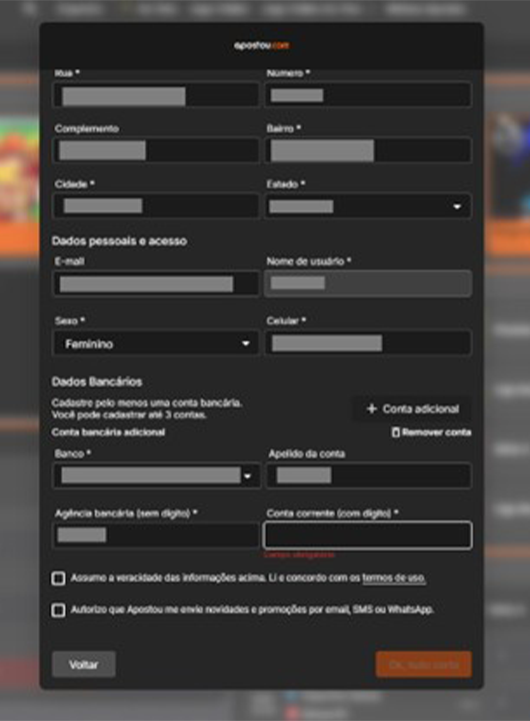 apostou.com
Rua *
Número *
Complemento
Bairro *
Cidade *
Estado *
Dados pessoais e acesso
E-mail
Nome de usuário *
Sexo *
Celular *
Feminino
Dados Bancários
Cadastre pelo menos uma conta bancária.
Você pode cadastrar até 3 contas.
+ Conta adicional
Conta bancária adicional
Remover conta
Banco *
Apelido da conta
Agência bancária (sem dígito) *
Conta corrente (com dígito) *
Campo obrigatório
Assumo a veracidade das informações acima. Li e concordo com os termos de uso.
Autorizo que Apostou me envie novidades e promoções por email, SMS ou WhatsApp.
Voltar